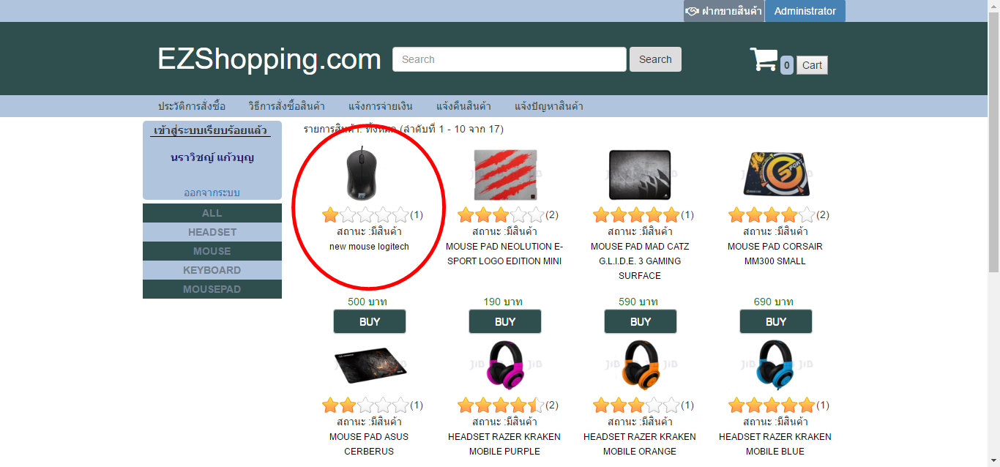 ฝากขายสินค้า Administrator
EZShopping.com Search Search 0 Cart
ประวัติการสั่งซื้อ วิธีการสั่งซื้อสินค้า แจ้งการจ่ายเงิน แจ้งคืนสินค้า แจ้งปัญหาสินค้า
เข้าสู่ระบบเรียบร้อยแล้ว
นราวิชญ์ แก้วบุญ
ออกจากระบบ
ALL
HEADSET
MOUSE
KEYBOARD
MOUSEPAD
รายการสินค้า: ทั้งหมด (ลำดับที่ 1 - 10 จาก 17)
(1)
สถานะ :มีสินค้า
new mouse logitech
500 บาท
BUY
(2)
สถานะ :มีสินค้า
MOUSE PAD NEOLUTION E-
SPORT LOGO EDITION MINI
190 บาท
BUY
(1)
สถานะ :มีสินค้า
MOUSE PAD MAD CATZ
G.L.I.D.E. 3 GAMING
SURFACE
590 บาท
BUY
(2)
สถานะ :มีสินค้า
MOUSE PAD CORSAIR
MM300 SMALL
690 บาท
BUY
(1)
สถานะ :มีสินค้า
MOUSE PAD ASUS
CERBERUS
JIB JIB
(2)
สถานะ :มีสินค้า
HEADSET RAZER KRAKEN
MOBILE PURPLE
JIB JIB
(1)
สถานะ :มีสินค้า
HEADSET RAZER KRAKEN
MOBILE ORANGE
JIB JIB
(1)
สถานะ :มีสินค้า
HEADSET RAZER KRAKEN
MOBILE BLUE